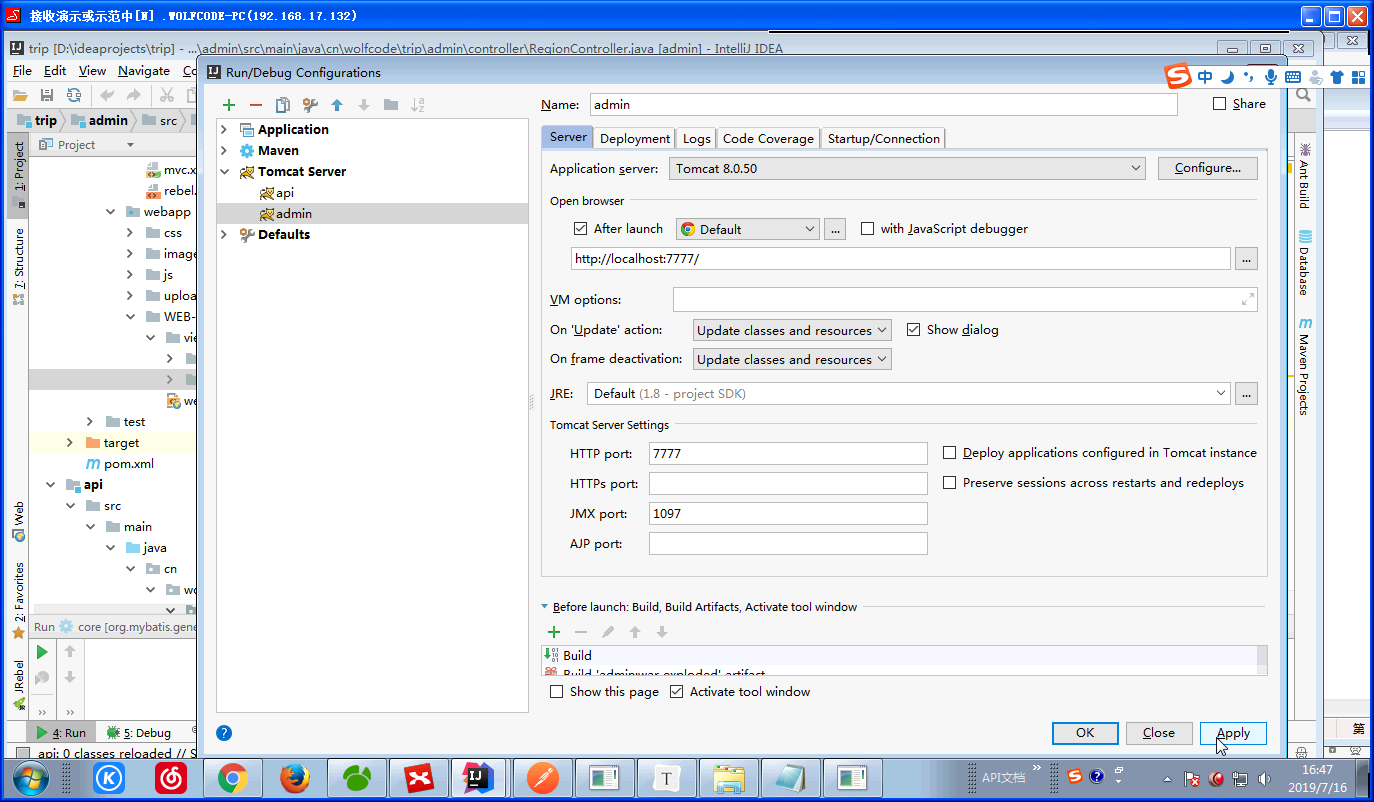 接收演示或示范中[N] .WOLFCODE-PC(192.168.17.132)
trip [D:\ideaprojects\trip] - ...\admin\src\main\java\cn\wolfcode\trip\admin\controller\RegionController.java [admin] - IntelliJ IDEA
File Edit View Navigate
trip admin src
Project
1: Project
7: Structure
Web
2: Favorites
JRebel
mvc.x
rebel.
webapp
css
image
js
uploa
WEB-
vie
we
test
target
pom.xml
api
src
main
java
cn
Run core [org.mybatis.gene
4: Run 5: Debug
api: 0 classes reloaded // S
Run/Debug Configurations
Application
Maven
Tomcat Server
api
admin
Defaults
Name: admin Share
Server Deployment Logs Code Coverage Startup/Connection
Application server: Tomcat 8.0.50 Configure...
Open browser
After launch Default ... with JavaScript debugger
http://localhost:7777/ ...
VM options:
On 'Update' action: Update classes and resources Show dialog
On frame deactivation: Update classes and resources
JRE: Default (1.8 - project SDK) ...
Tomcat Server Settings
HTTP port: 7777 Deploy applications configured in Tomcat instance
HTTPs port: Preserve sessions across restarts and redeploys
JMX port: 1097
AJP port:
Before launch: Build, Build Artifacts, Activate tool window
Build
Build 'admin:war exploded' artifact
Show this page Activate tool window
OK Close Apply
中
Ant Build
Database
Maven Projects
第
API文档
16:47
2019/7/16